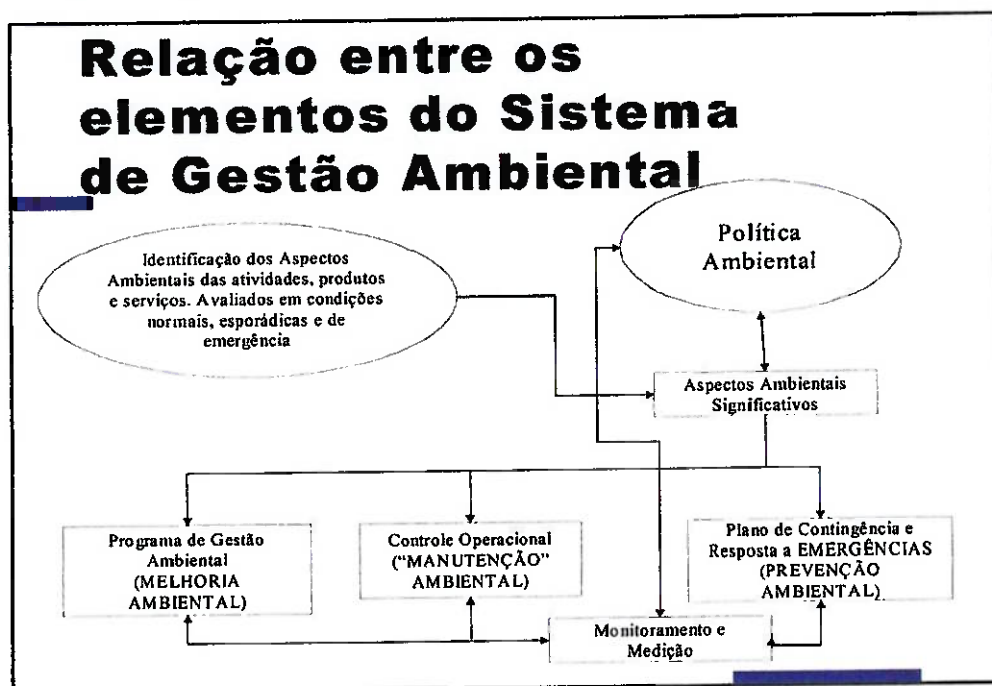 Relação entre os
elementos do Sistema
de Gestão Ambiental
Identificação dos Aspectos
Ambientais das atividades, produtos
e serviços. Avaliados em condições
normais, esporádicas e de
emergência
Política
Ambiental
Aspectos Ambientais
Significativos
Programa de Gestão
Ambiental
(MELHORIA
AMBIENTAL)
Controle Operacional
(“MANUTENÇÃO”
AMBIENTAL)
Plano de Contingência e
Resposta a EMERGÊNCIAS
(PREVENÇÃO
AMBIENTAL)
Monitoramento e
Medição